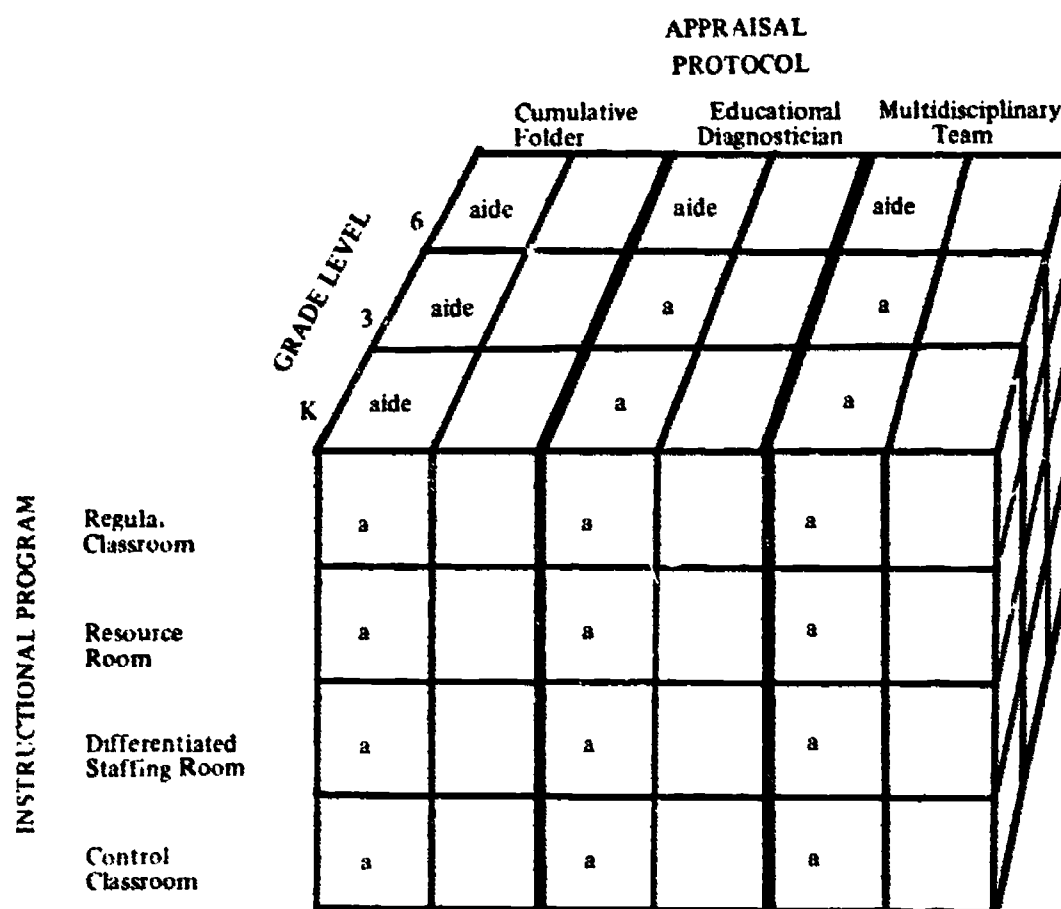 APPRAISAL
PROTOCOL
Cumulative
Folder
Educational
Diagnostician
Multidisciplinary
Team
GRADE LEVEL
6
aide
aide
aide
3
aide
a
a
K
aide
a
a
INSTRUCTIONAL PROGRAM
Regula.
Classroom
a
a
a
Resource
Room
a
a
a
Differentiated
Staffing Room
a
a
a
Control
Classroom
a
a
a